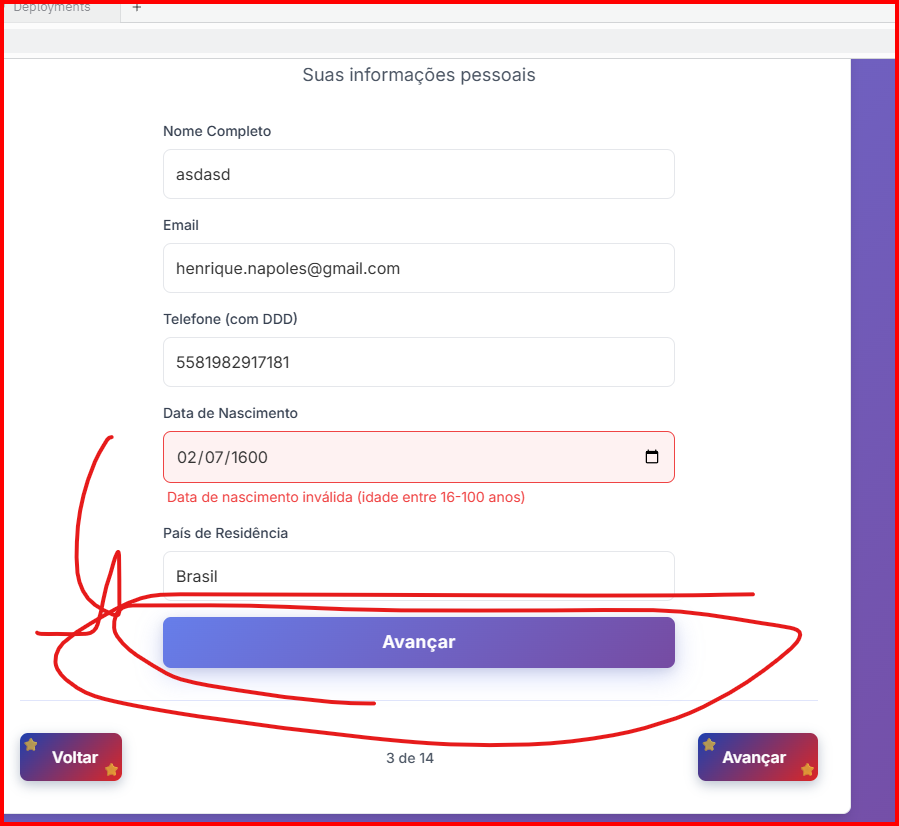 Deployments +
Suas informações pessoais
Nome Completo
asdasd
Email
henrique.napoles@gmail.com
Telefone (com DDD)
5581982917181
Data de Nascimento
02/07/1600
Data de nascimento inválida (idade entre 16-100 anos)
País de Residência
Brasil
Avançar
Voltar
3 de 14
Avançar